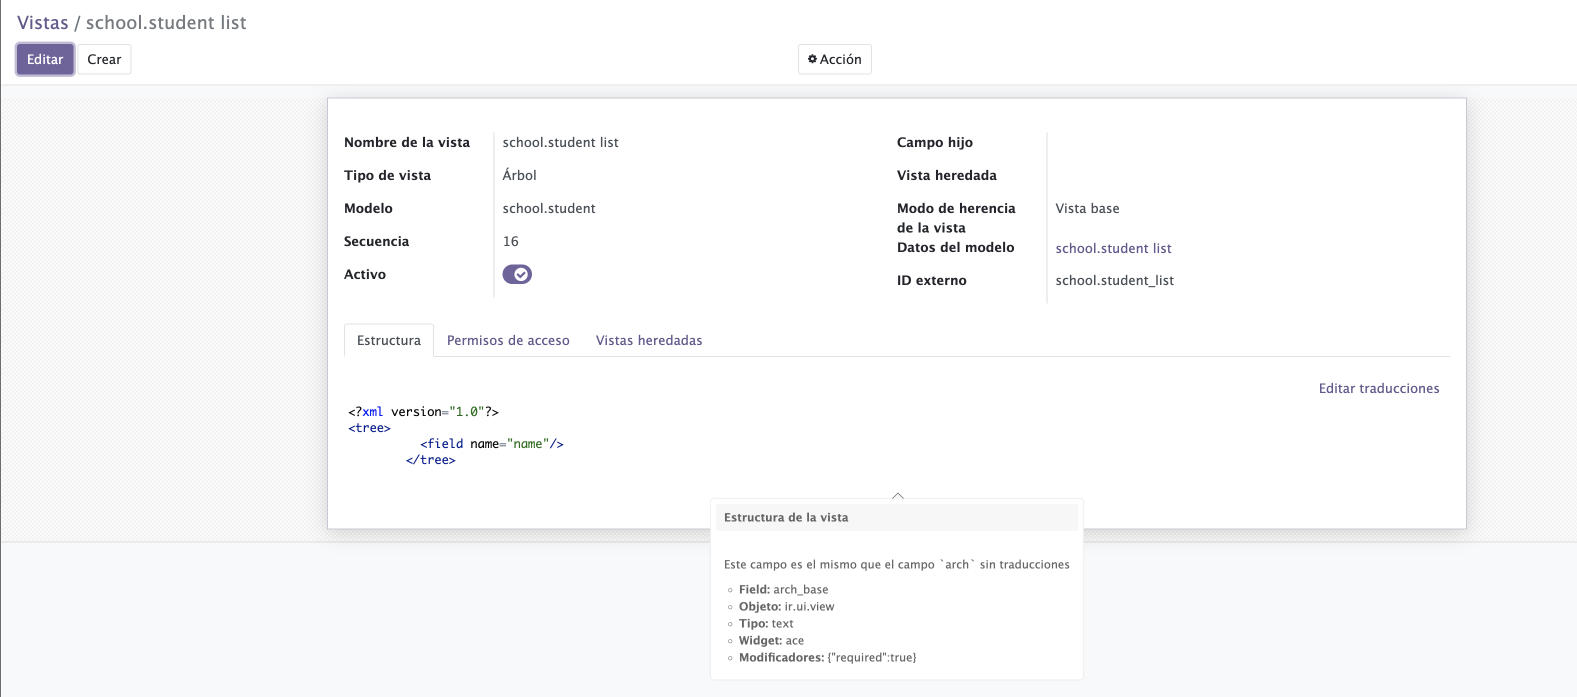 Vistas / school.student list
Editar Crear Acción
Nombre de la vista school.student list
Tipo de vista Árbol
Modelo school.student
Secuencia 16
Activo
Campo hijo
Vista heredada
Modo de herencia Vista base
de la vista
Datos del modelo school.student list
ID externo school.student_list
Estructura Permisos de acceso Vistas heredadas
Editar traducciones
<?xml version="1.0"?>
<tree>
<field name="name"/>
</tree>
Estructura de la vista
Este campo es el mismo que el campo `arch` sin traducciones
Field: arch_base
Objeto: ir.ui.view
Tipo: text
Widget: ace
Modificadores: {"required":true}